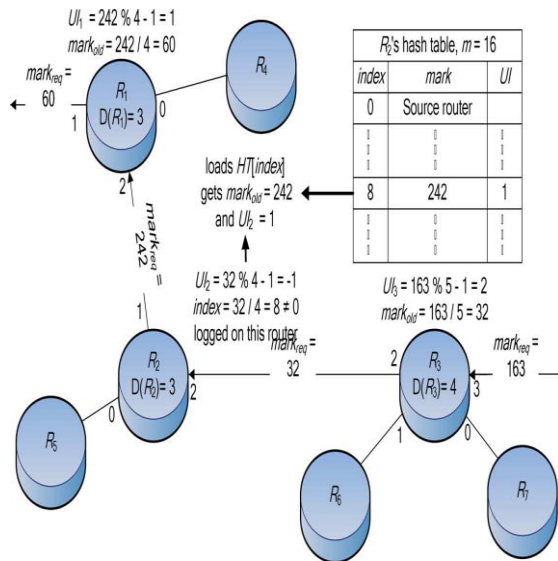 UI1 = 242 % 4 - 1 = 1
markold = 242 / 4 = 60
markreq =
60
R1
D(R1)= 3
0
1
2
R4
R2's hash table, m = 16
index mark UI
0 Source router
8 242 1
loads HT[index]
gets markold = 242
and UI2 = 1
markreq =
242
UI2 = 32 % 4 - 1 = -1
index = 32 / 4 = 8 ≠ 0
logged on this router
UI3 = 163 % 5 - 1 = 2
markold = 163 / 5 = 32
1
R2
D(R2)= 3
0
2
markreq =
32
2
R3
D(R3)= 4
3
1
0
markreq =
163
R5
R6
R7